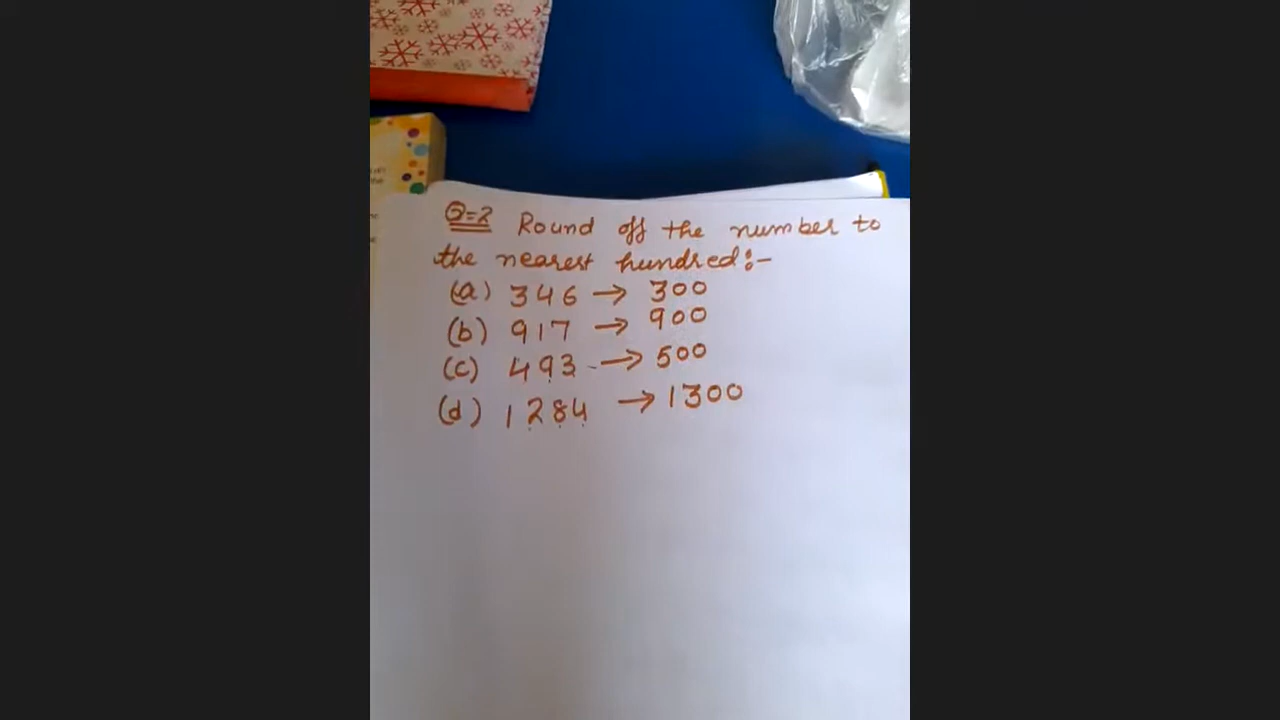 Q=2 Round off the number to
the nearest hundred:-
(a) 346 → 300
(b) 917 → 900
(c) 493 → 500
(d) 1284 → 1300